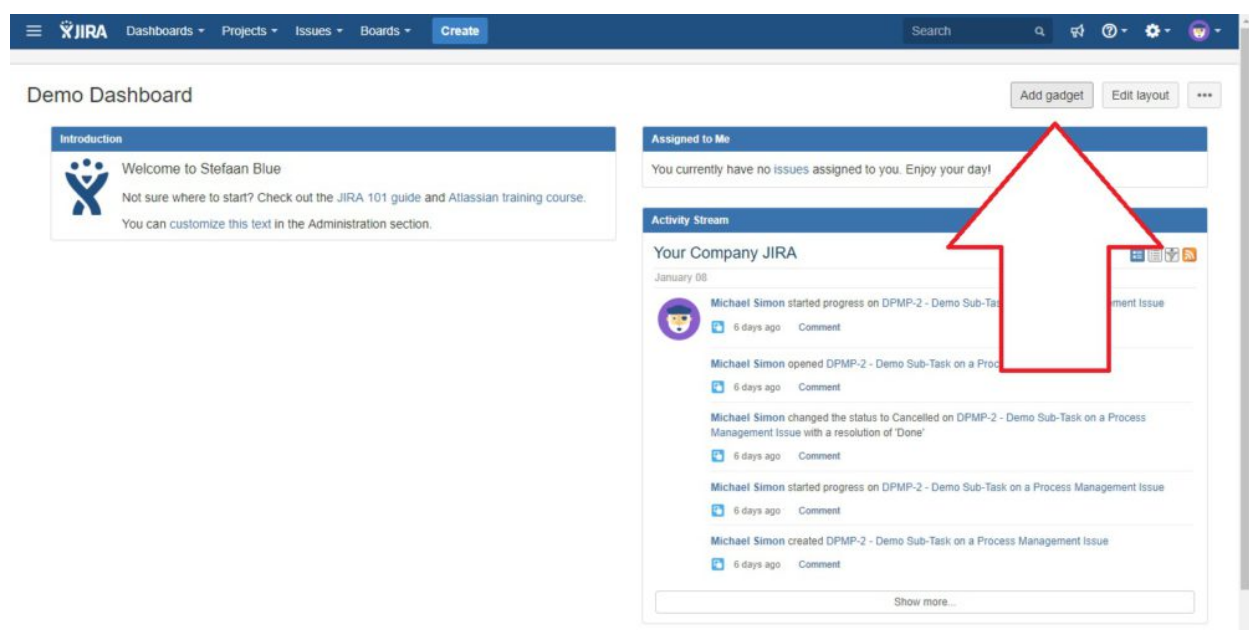 JIRA Dashboards Projects Issues Boards Create Search
Demo Dashboard
Add gadget Edit layout
Introduction
Welcome to Stefaan Blue
Not sure where to start? Check out the JIRA 101 guide and Atlassian training course.
You can customize this text in the Administration section.
Assigned to Me
You currently have no issues assigned to you. Enjoy your day!
Activity Stream
Your Company JIRA
January 08
Michael Simon started progress on DPMP-2 - Demo Sub-Tas ement Issue
6 days ago Comment
Michael Simon opened DPMP-2 - Demo Sub-Task on a Proc
6 days ago Comment
Michael Simon changed the status to Cancelled on DPMP-2 - Demo Sub-Task on a Process
Management Issue with a resolution of 'Done'
6 days ago Comment
Michael Simon started progress on DPMP-2 - Demo Sub-Task on a Process Management Issue
6 days ago Comment
Michael Simon created DPMP-2 - Demo Sub-Task on a Process Management Issue
6 days ago Comment
Show more...